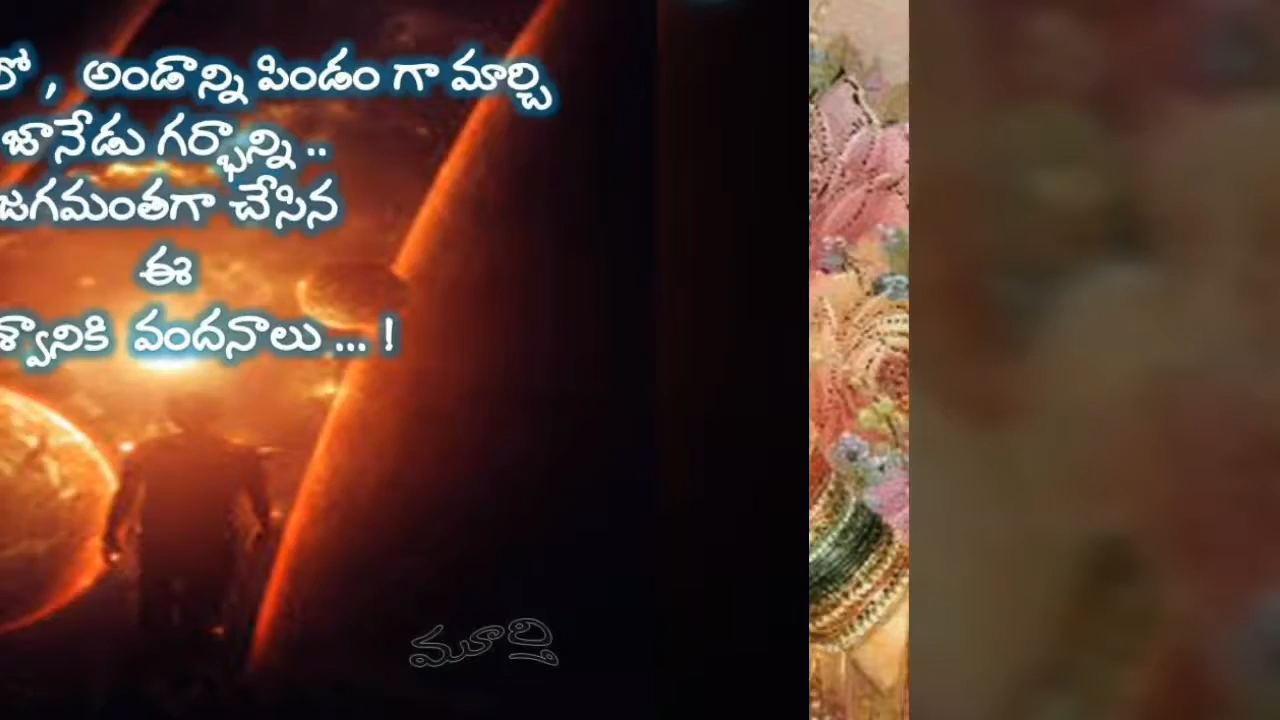 , అండాన్ని పిండం గా మార్చి
జానేడు గర్భాన్ని ..
జగమంతగా చేసిన
ఈ
వందనాలు ... !
మూర్తి